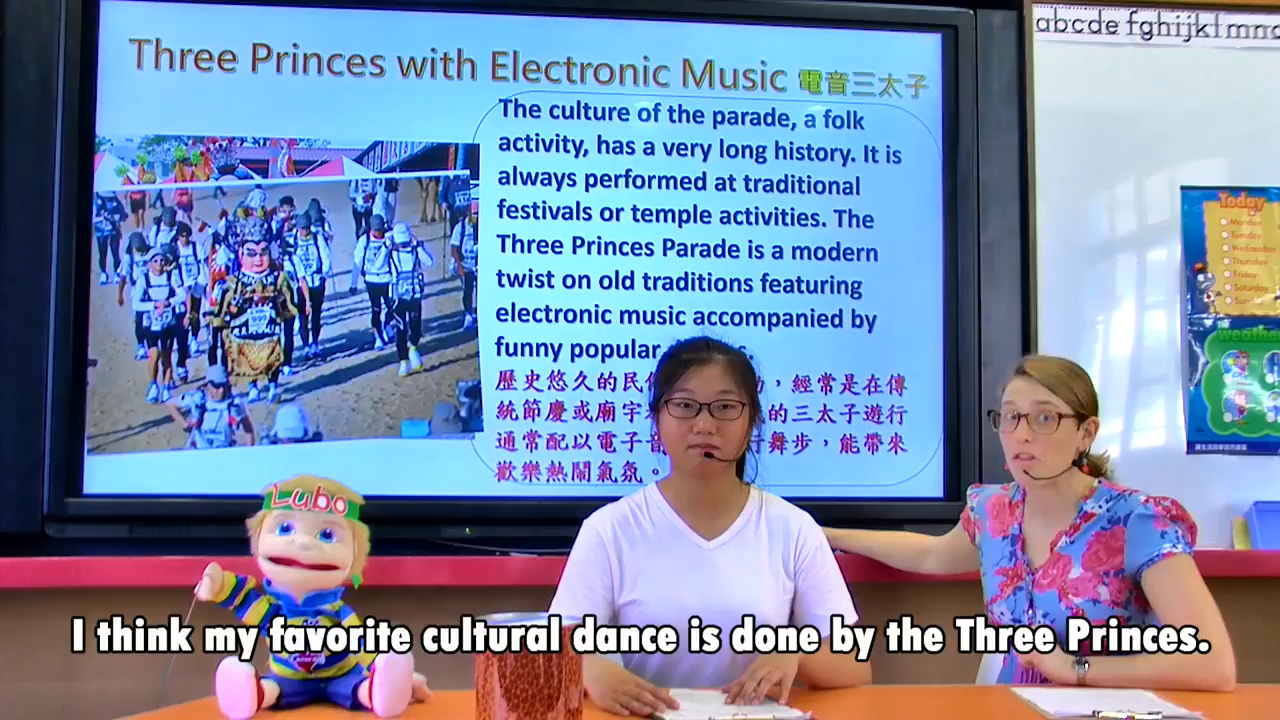 Three Princes with Electronic Music 電音三太子
The culture of the parade, a folk
activity, has a very long history. It is
always performed at traditional
festivals or temple activities. The
Three Princes Parade is a modern
twist on old traditions featuring
electronic music accompanied by
funny popular
歷史悠久的民 ，經常是在傳
統節慶或廟宇 的三太子遊行
通常配以電子音 行舞步，能帶來
歡樂熱鬧氣氛。
abcdefghijklmno
Today
Monday
Tuesday
Wednesday
Thursday
Friday
Saturday
Weather
999
Lubo
I think my favorite cultural dance is done by the Three Princes.